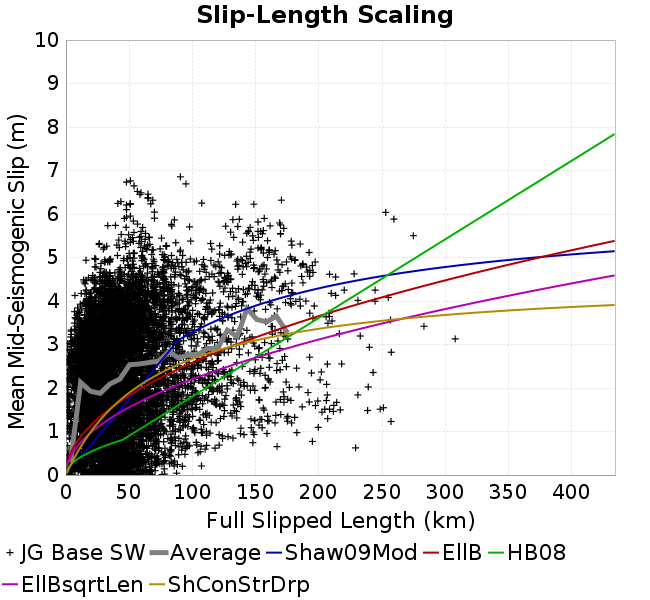 Slip-Length Scaling
Mean Mid-Seismogenic Slip (m)
10
9
8
7
6
5
4
3
2
1
0
0 50 100 150 200 250 300 350 400
Full Slipped Length (km)
JG Base SW Average Shaw09Mod EllB HB08
EllBsqrtLen ShConStrDrp